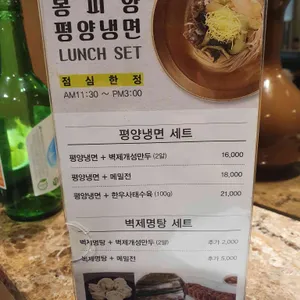 봉피양
평양냉면
LUNCH SET
점심한정
AM11:30 ~ PM3:00
평양냉면 세트
평양냉면 + 벽제개성만두 (2알) 16,000
평양냉면 + 메밀전 18,000
평양냉면 + 한우사태수육 (100g) 21,000
벽제명탕 세트
벽제명탕 + 벽제개성만두 (2알) 추가 2,000
벽제명탕 + 메밀전 추가 5,000